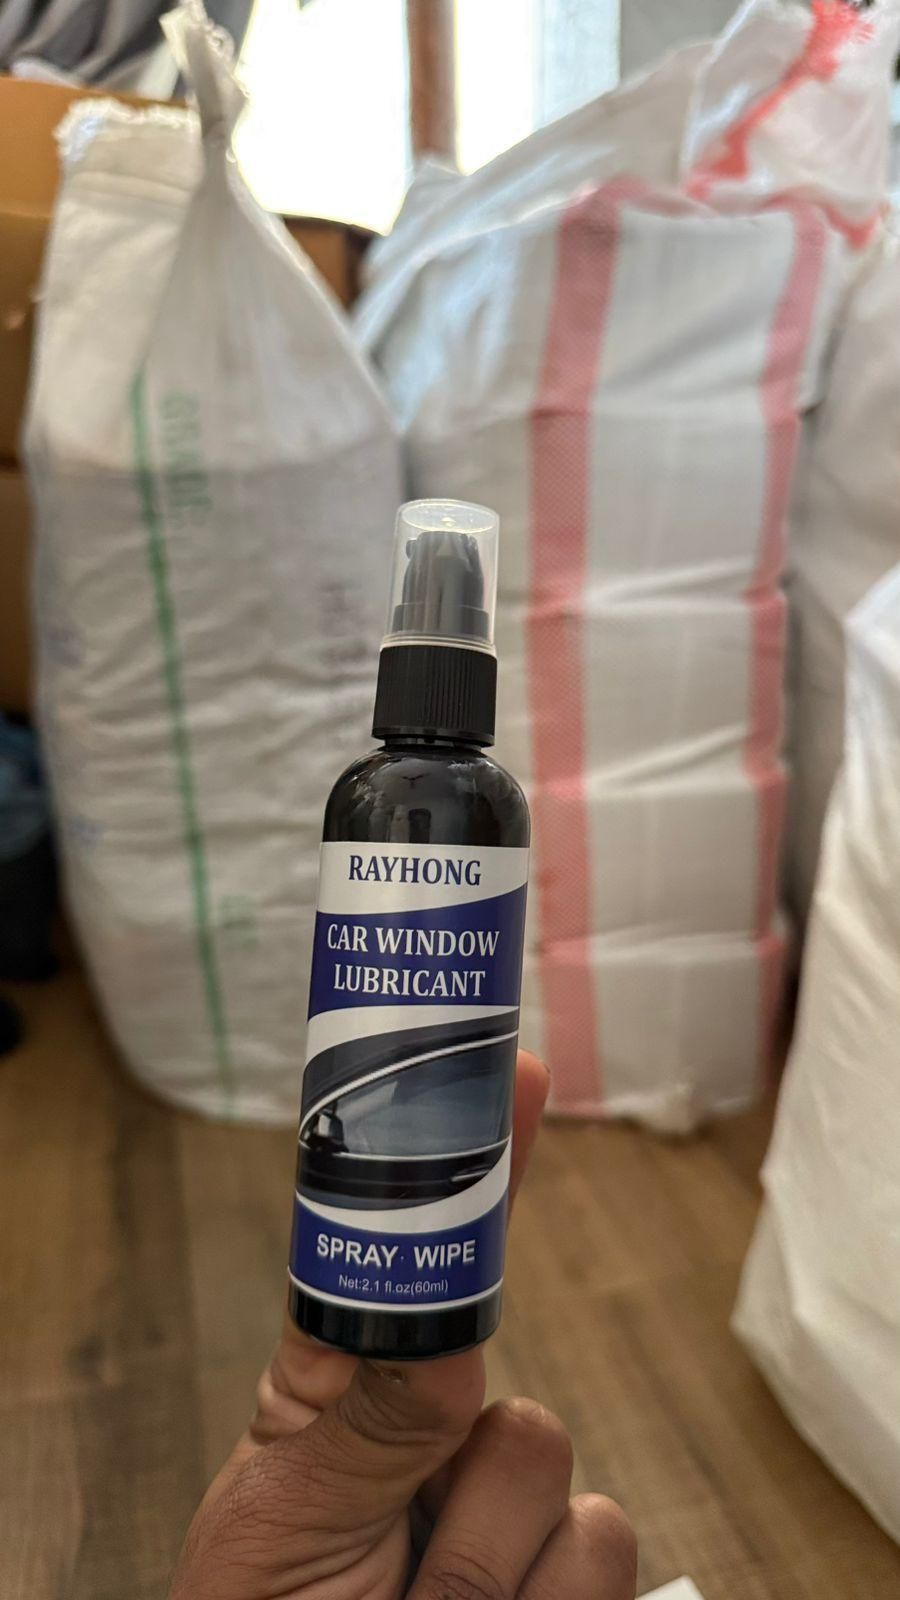 RAYHONG
CAR WINDOW
LUBRICANT
SPRAY· WIPE
Net:2.1 fl.oz(60ml)